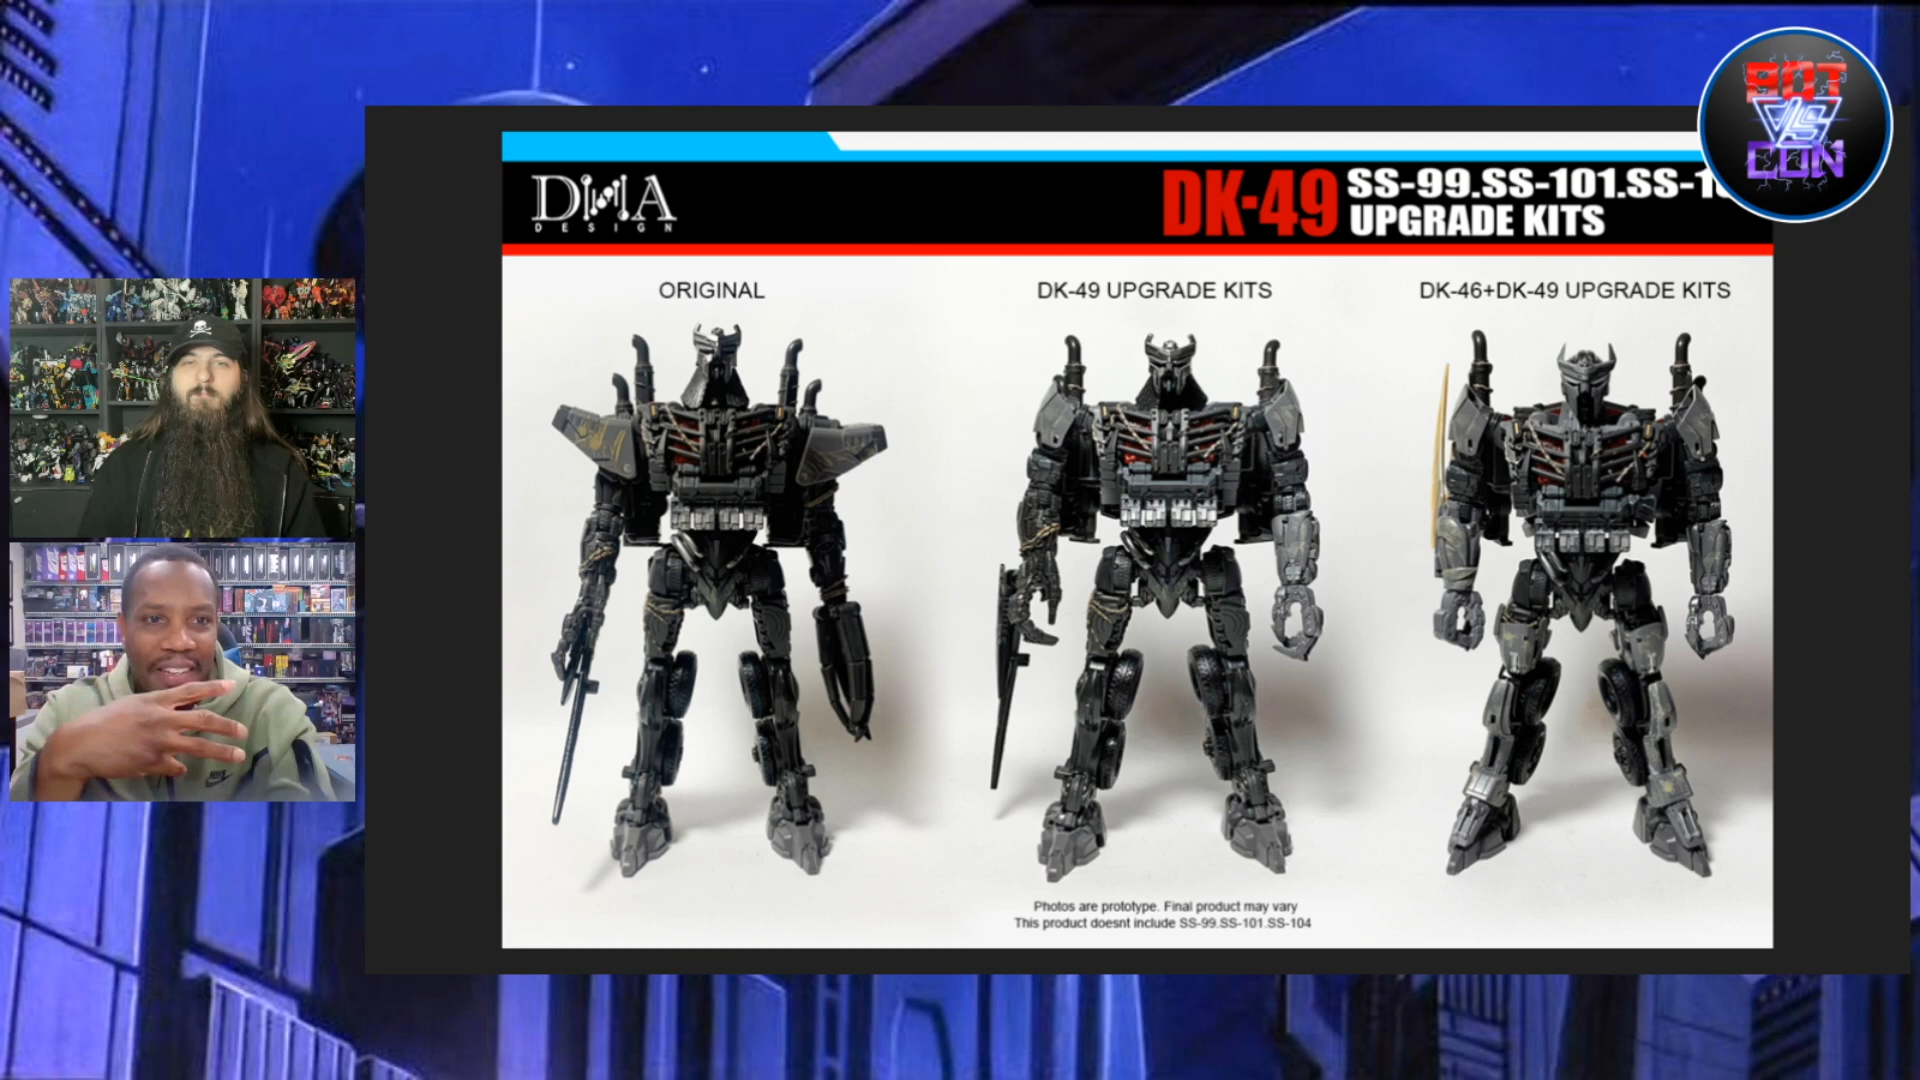 BOT
VS
CON
DNA
DESIGN
DK-49
SS-99.SS-101.SS-1
UPGRADE KITS
ORIGINAL
DK-49 UPGRADE KITS
DK-46+DK-49 UPGRADE KITS
Photos are prototype. Final product may vary
This product doesnt include SS-99.SS-101.SS-104